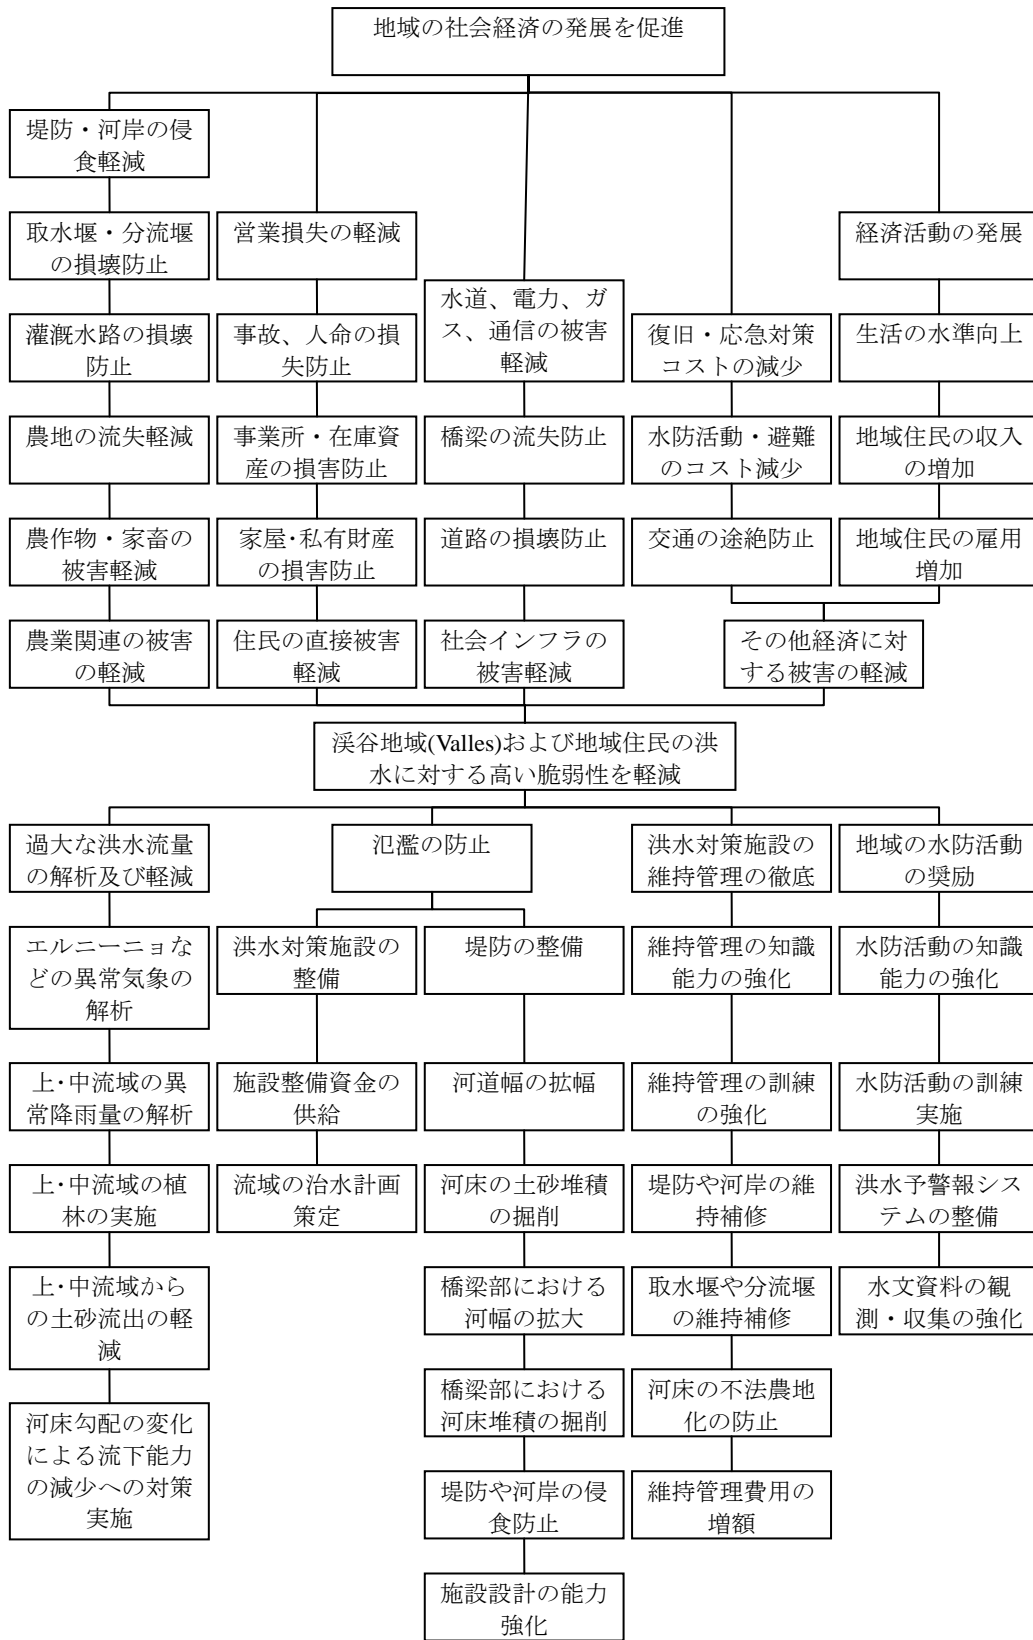 地域の社会経済の発展を促進
堤防・河岸の侵
食軽減
取水堰・分流堰
の損壊防止
営業損失の軽減
経済活動の発展
灌漑水路の損壊
防止
事故、人命の損
失防止
水道、電力、ガ
ス、通信の被害
軽減
復旧・応急対策
コストの減少
生活の水準向上
農地の流失軽減
事業所・在庫資
産の損害防止
橋梁の流失防止
水防活動・避難
のコスト減少
地域住民の収入
の増加
農作物・家畜の
被害軽減
家屋･私有財産
の損害防止
道路の損壊防止
交通の途絶防止
地域住民の雇用
増加
農業関連の被害
の軽減
住民の直接被害
軽減
社会インフラの
被害軽減
その他経済に対
する被害の軽減
渓谷地域(Valles)および地域住民の洪
水に対する高い脆弱性を軽減
過大な洪水流量
の解析及び軽減
氾濫の防止
洪水対策施設の
維持管理の徹底
地域の水防活動
の奨励
エルニーニョな
どの異常気象の
解析
洪水対策施設の
整備
堤防の整備
維持管理の知識
能力の強化
水防活動の知識
能力の強化
上･中流域の異
常降雨量の解析
施設整備資金の
供給
河道幅の拡幅
維持管理の訓練
の強化
水防活動の訓練
実施
上･中流域の植
林の実施
流域の治水計画
策定
河床の土砂堆積
の掘削
堤防や河岸の維
持補修
洪水予警報シス
テムの整備
上･中流域から
の土砂流出の軽
減
橋梁部における
河幅の拡大
取水堰や分流堰
の維持補修
水文資料の観
測・収集の強化
河床勾配の変化
による流下能力
の減少への対策
実施
橋梁部における
河床堆積の掘削
河床の不法農地
化の防止
堤防や河岸の侵
食防止
維持管理費用の
増額
施設設計の能力
強化